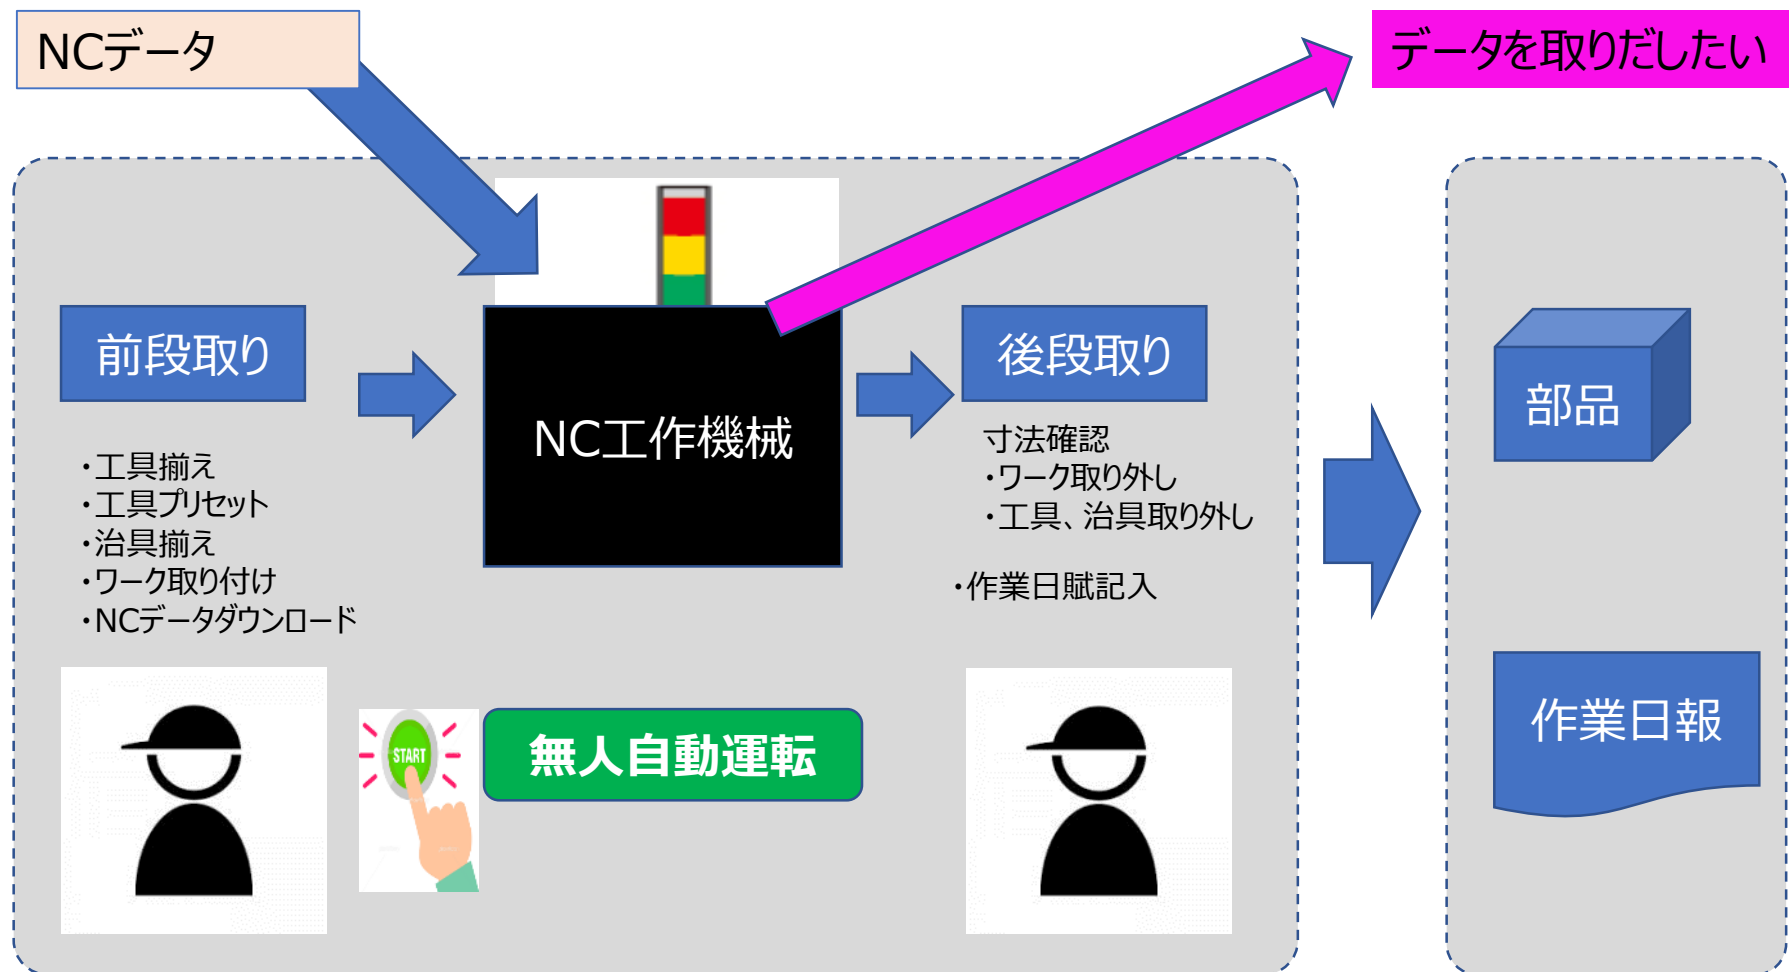 NCデータ
データを取りだしたい
前段取り
・工具揃え
・工具プリセット
・治具揃え
・ワーク取り付け
・NCデータダウンロード
NC工作機械
後段取り
寸法確認
・ワーク取り外し
・工具、治具取り外し
・作業日賦記入
START
無人自動運転
部品
作業日報